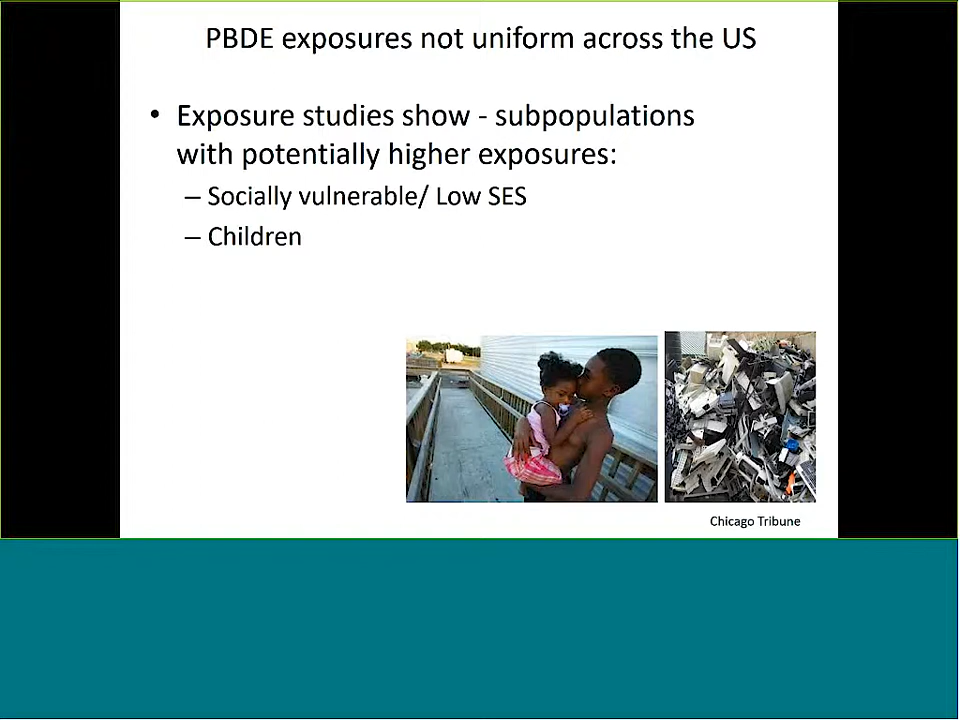 PBDE exposures not uniform across the US
• Exposure studies show - subpopulations
with potentially higher exposures:
– Socially vulnerable/ Low SES
– Children
Chicago Tribune